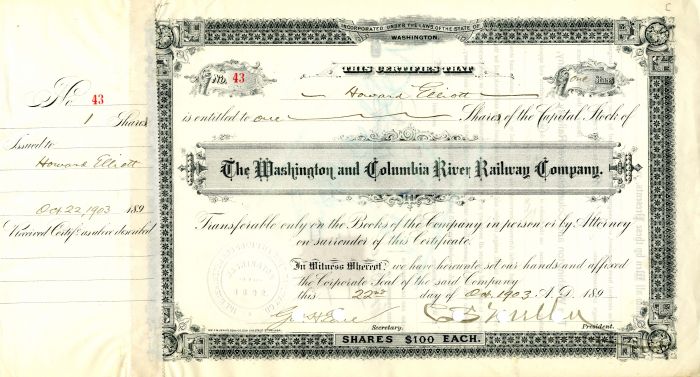 No 43
1 Shares
Issued to
Howard Elliott
Oct. 22, 1903 189
Received Certif. as above described
INCORPORATED UNDER THE LAWS OF THE STATE OF
WASHINGTON.
THIS CERTIFIES THAT
No. 43
one Share
Howard Elliott
is entitled to one Shares of the Capital Stock of
The Washington and Columbia River Railway Company.
Transferable only on the Books of the Company in person or by Attorney
on surrender of this Certificate.
In Witness Whereof, we have hereunto set our hands and affixed
the Corporate Seal of the said Company
this 22nd day of Oct. 1903 A.D. 189
Secretary.
President.
SHARES $100 EACH.